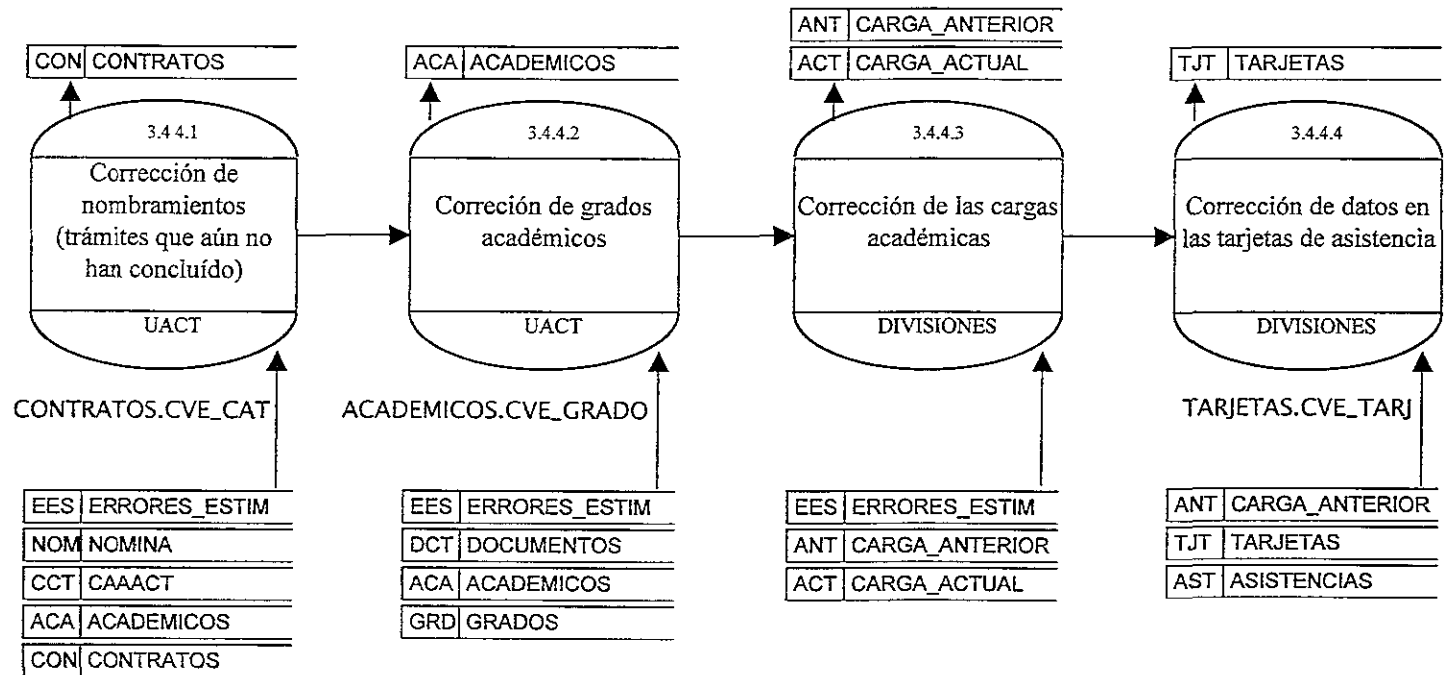 ANT CARGA_ANTERIOR
CON CONTRATOS
ACA ACADEMICOS
ACT CARGA_ACTUAL
TJT TARJETAS
3.4 4.1
Corrección de
nombramientos
(trámites que aún no
han concluído)
UACT
3.4.4.2
Correción de grados
académicos
UACT
3.4.4.3
Corrección de las cargas
académicas
DIVISIONES
3.4.4.4
Corrección de datos en
las tarjetas de asistencia
DIVISIONES
CONTRATOS.CVE_CAT
ACADEMICOS.CVE_GRADO
TARJETAS.CVE_TARJ
EES ERRORES_ESTIM
NOM NOMINA
CCT CAAACT
ACA ACADEMICOS
CON CONTRATOS
EES ERRORES_ESTIM
DCT DOCUMENTOS
ACA ACADEMICOS
GRD GRADOS
EES ERRORES_ESTIM
ANT CARGA_ANTERIOR
ACT CARGA_ACTUAL
ANT CARGA_ANTERIOR
TJT TARJETAS
AST ASISTENCIAS